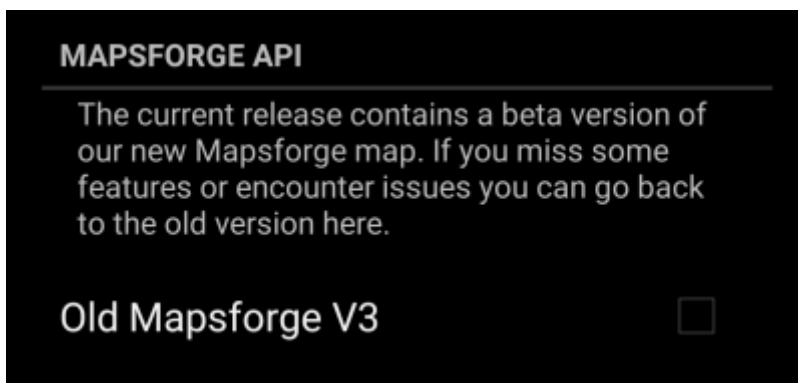 MAPSFORGE API
The current release contains a beta version of
our new Mapsforge map. If you miss some
features or encounter issues you can go back
to the old version here.
Old Mapsforge V3